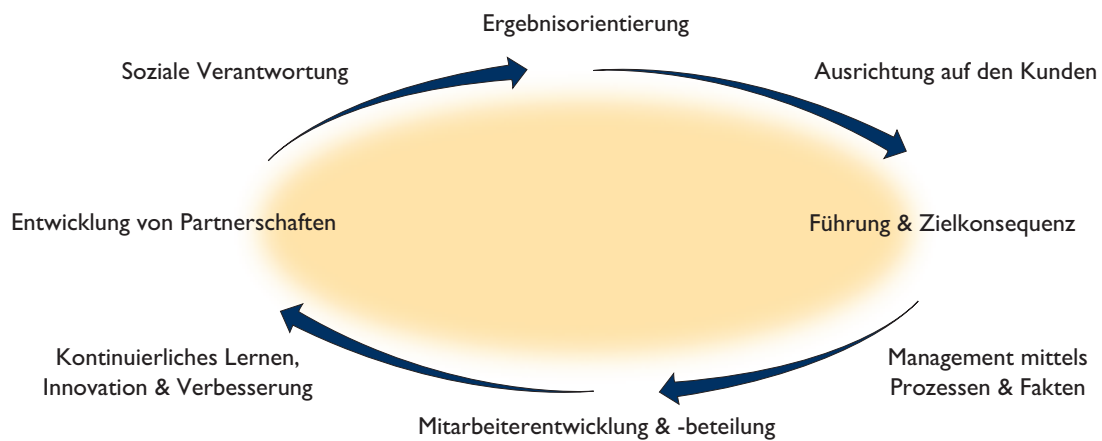 Ergebnisorientierung
Soziale Verantwortung
Ausrichtung auf den Kunden
Entwicklung von Partnerschaften
Führung & Zielkonsequenz
Kontinuierliches Lernen,
Innovation & Verbesserung
Management mittels
Prozessen & Fakten
Mitarbeiterentwicklung & -beteilung